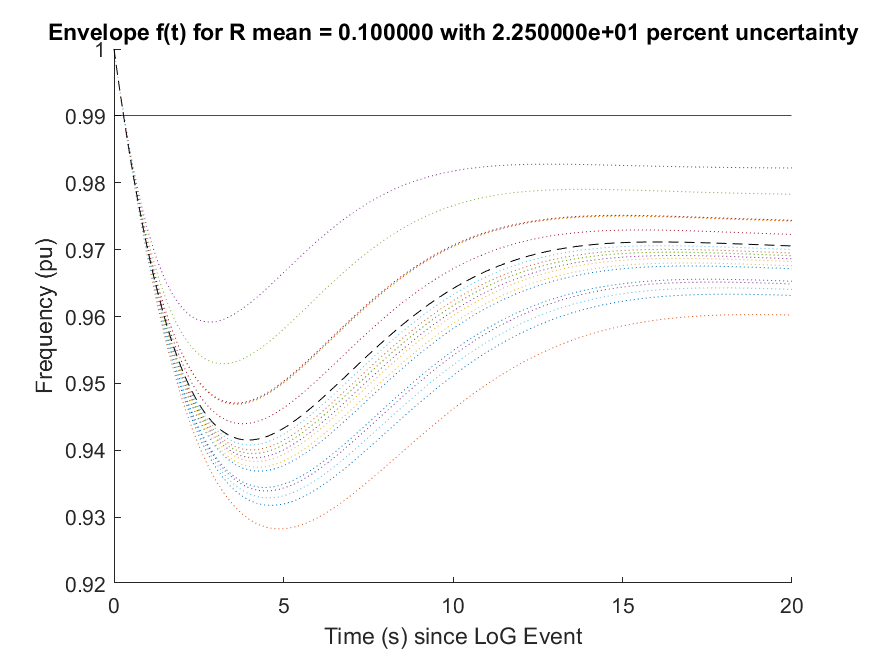 Envelope f(t) for R mean = 0.100000 with 2.250000e+01 percent uncertainty
1
0.99
0.98
0.97
0.96
0.95
0.94
0.93
0.92
Frequency (pu)
0 5 10 15 20
Time (s) since LoG Event